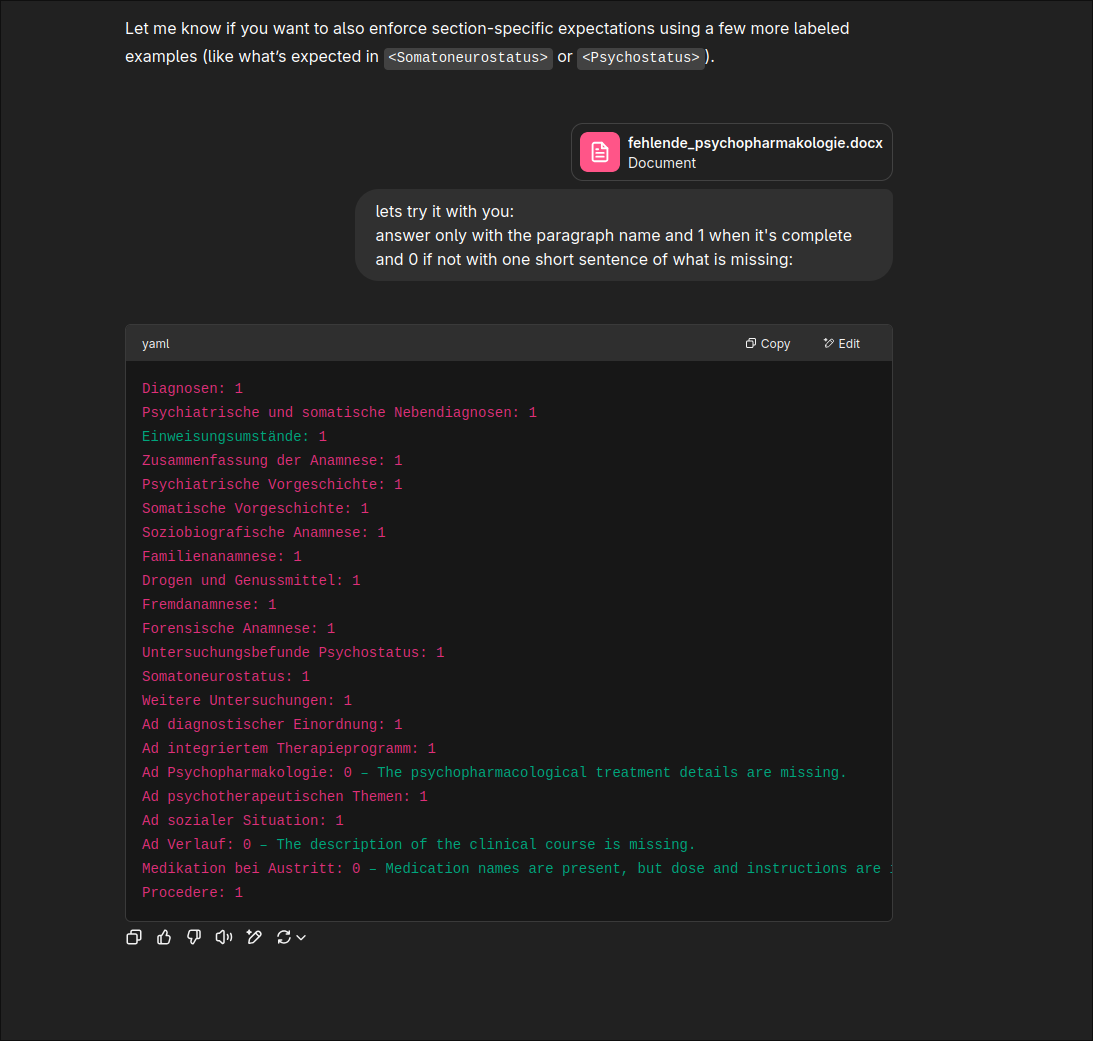 Let me know if you want to also enforce section-specific expectations using a few more labeled
examples (like what’s expected in <Somatoneurostatus> or <Psychostatus>).
fehlende_psychopharmakologie.docx
Document
lets try it with you:
answer only with the paragraph name and 1 when it's complete
and 0 if not with one short sentence of what is missing:
yaml Copy Edit
Diagnosen: 1
Psychiatrische und somatische Nebendiagnosen: 1
Einweisungsumstände: 1
Zusammenfassung der Anamnese: 1
Psychiatrische Vorgeschichte: 1
Somatische Vorgeschichte: 1
Soziobiografische Anamnese: 1
Familienanamnese: 1
Drogen und Genussmittel: 1
Fremdanamnese: 1
Forensische Anamnese: 1
Untersuchungsbefunde Psychostatus: 1
Somatoneurostatus: 1
Weitere Untersuchungen: 1
Ad diagnostischer Einordnung: 1
Ad integriertem Therapieprogramm: 1
Ad Psychopharmakologie: 0 – The psychopharmacological treatment details are missing.
Ad psychotherapeutischen Themen: 1
Ad sozialer Situation: 1
Ad Verlauf: 0 – The description of the clinical course is missing.
Medikation bei Austritt: 0 – Medication names are present, but dose and instructions are
Procedere: 1